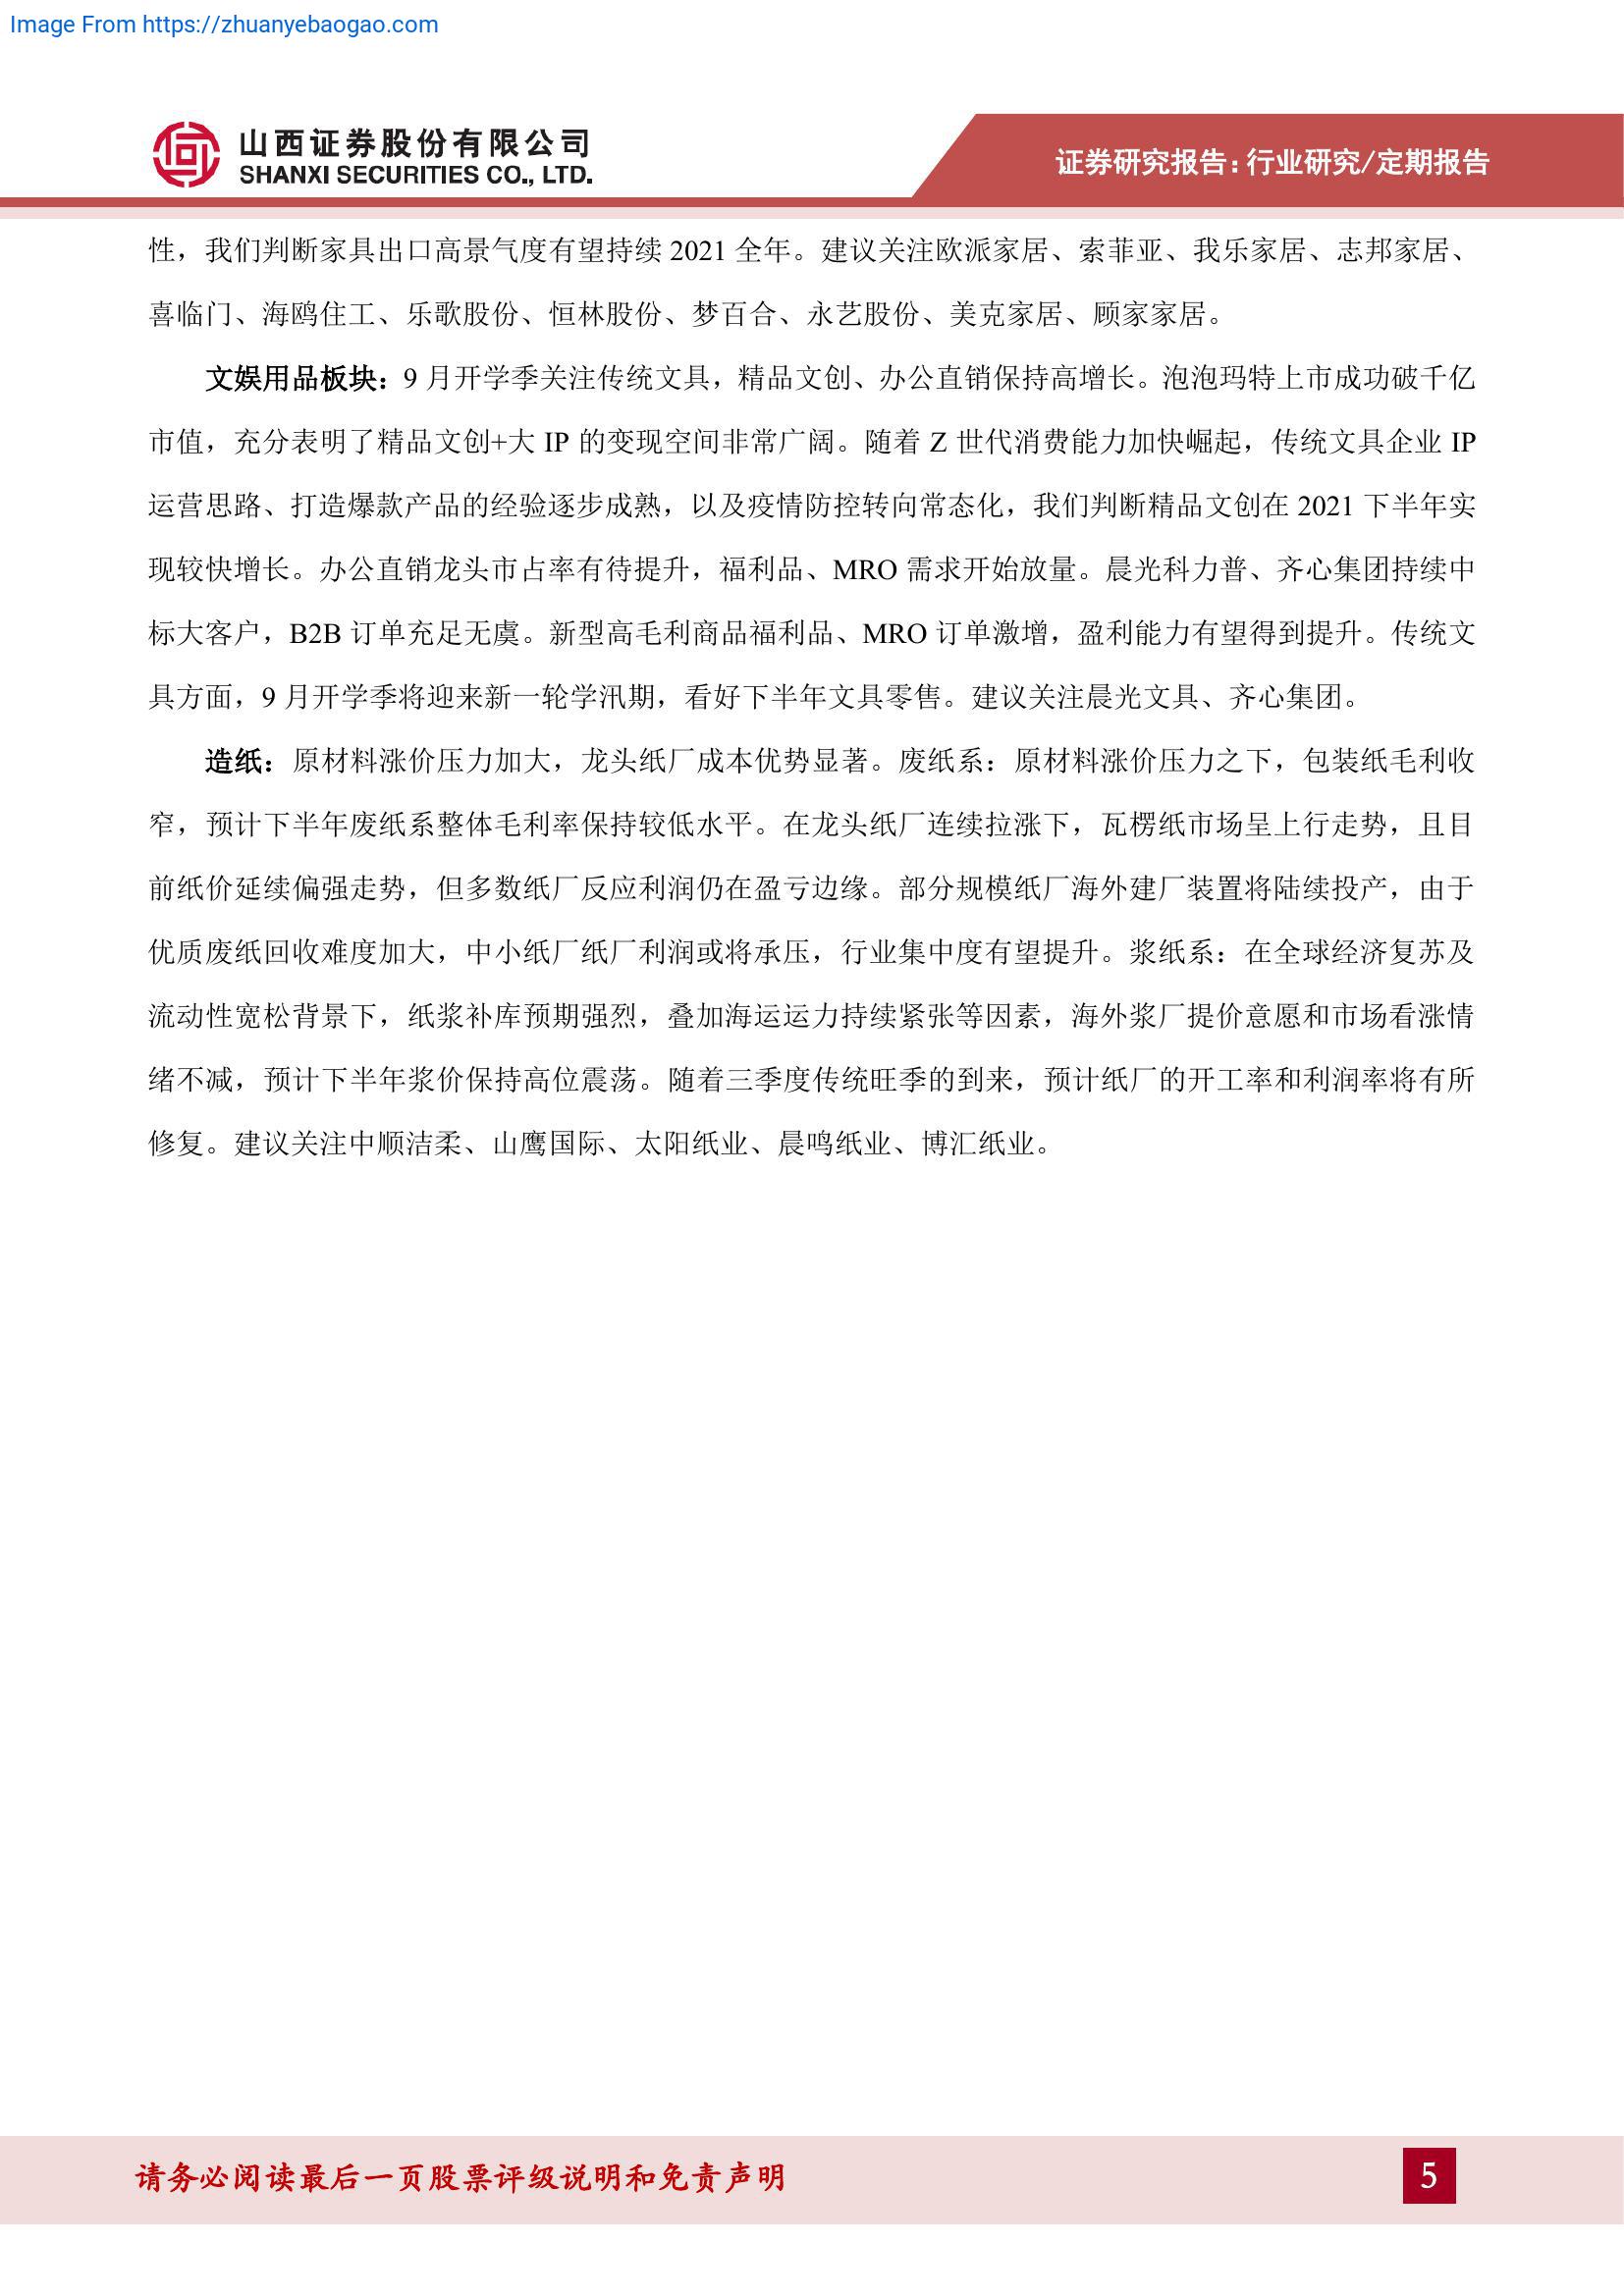 Image From https://zhuanyebaogao.com
山西证券股份有限公司
SHANXI SECURITIES CO., LTD.
证券研究报告：行业研究/定期报告
性，我们判断家具出口高景气度有望持续 2021 全年。建议关注欧派家居、索菲亚、我乐家居、志邦家居、
喜临门、海鸥住工、乐歌股份、恒林股份、梦百合、永艺股份、美克家居、顾家家居。
文娱用品板块：9 月开学季关注传统文具，精品文创、办公直销保持高增长。泡泡玛特上市成功破千亿
市值，充分表明了精品文创+大 IP 的变现空间非常广阔。随着 Z 世代消费能力加快崛起，传统文具企业 IP
运营思路、打造爆款产品的经验逐步成熟，以及疫情防控转向常态化，我们判断精品文创在 2021 下半年实
现较快增长。办公直销龙头市占率有待提升，福利品、MRO 需求开始放量。晨光科力普、齐心集团持续中
标大客户，B2B 订单充足无虞。新型高毛利商品福利品、MRO 订单激增，盈利能力有望得到提升。传统文
具方面，9 月开学季将迎来新一轮学汛期，看好下半年文具零售。建议关注晨光文具、齐心集团。
造纸：原材料涨价压力加大，龙头纸厂成本优势显著。废纸系：原材料涨价压力之下，包装纸毛利收
窄，预计下半年废纸系整体毛利率保持较低水平。在龙头纸厂连续拉涨下，瓦楞纸市场呈上行走势，且目
前纸价延续偏强走势，但多数纸厂反应利润仍在盈亏边缘。部分规模纸厂海外建厂装置将陆续投产，由于
优质废纸回收难度加大，中小纸厂纸厂利润或将承压，行业集中度有望提升。浆纸系：在全球经济复苏及
流动性宽松背景下，纸浆补库预期强烈，叠加海运运力持续紧张等因素，海外浆厂提价意愿和市场看涨情
绪不减，预计下半年浆价保持高位震荡。随着三季度传统旺季的到来，预计纸厂的开工率和利润率将有所
修复。建议关注中顺洁柔、山鹰国际、太阳纸业、晨鸣纸业、博汇纸业。
请务必阅读最后一页股票评级说明和免责声明
5